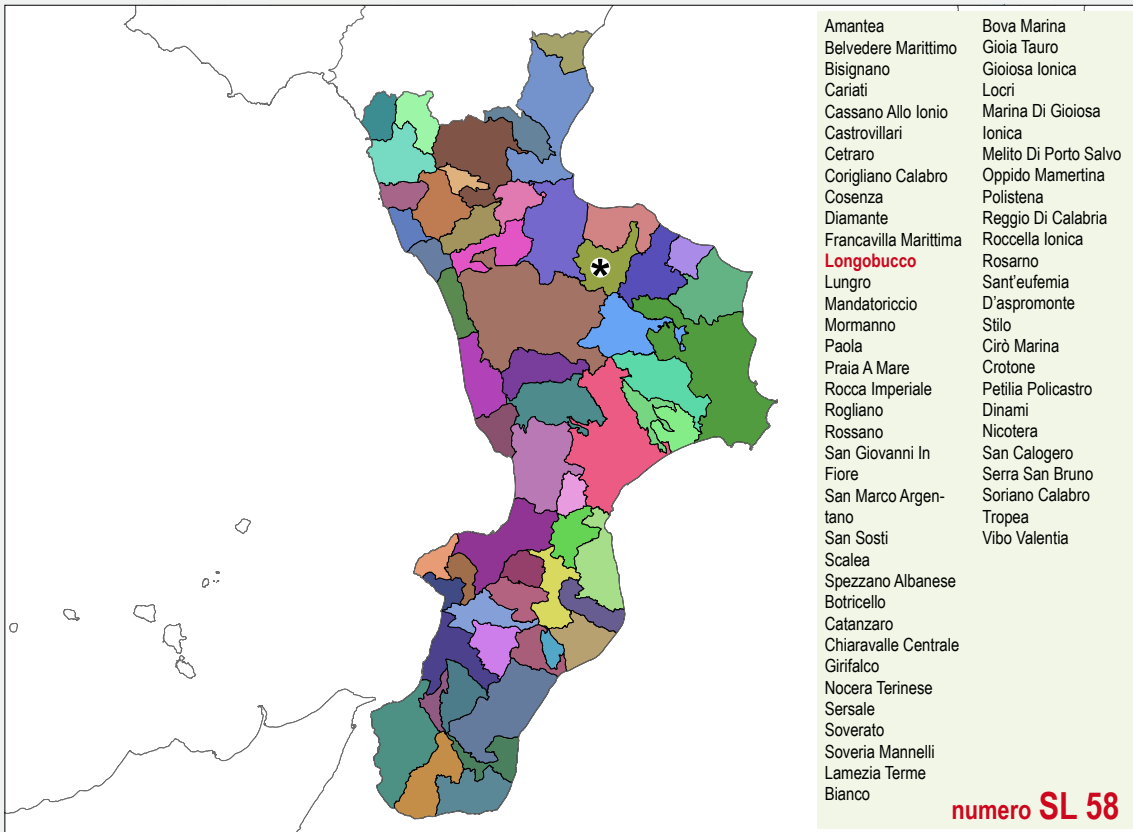 Amantea
Belvedere Marittimo
Bisignano
Cariati
Cassano Allo Ionio
Castrovillari
Cetraro
Corigliano Calabro
Cosenza
Diamante
Francavilla Marittima
Longobucco
Lungro
Mandatoriccio
Mormanno
Paola
Praia A Mare
Rocca Imperiale
Rogliano
Rossano
San Giovanni In
Fiore
San Marco Argen-
tano
San Sosti
Scalea
Spezzano Albanese
Botricello
Catanzaro
Chiaravalle Centrale
Girifalco
Nocera Terinese
Sersale
Soverato
Soveria Mannelli
Lamezia Terme
Bianco
Bova Marina
Gioia Tauro
Gioiosa Ionica
Locri
Marina Di Gioiosa
Ionica
Melito Di Porto Salvo
Oppido Mamertina
Polistena
Reggio Di Calabria
Roccella Ionica
Rosarno
Sant'eufemia
D'aspromonte
Stilo
Cirò Marina
Crotone
Petilia Policastro
Dinami
Nicotera
San Calogero
Serra San Bruno
Soriano Calabro
Tropea
Vibo Valentia
numero SL 58